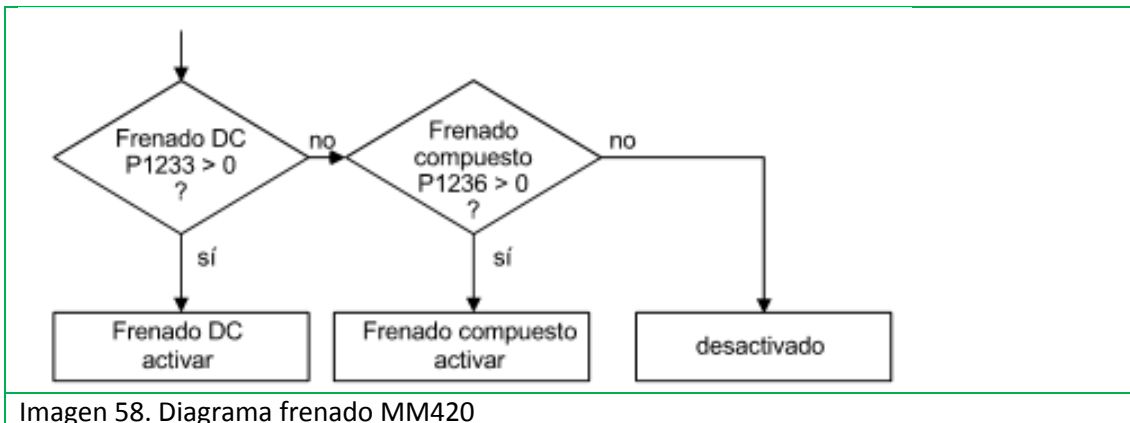 Frenado DC
P1233 > 0
?
no
Frenado
compuesto
P1236 > 0
?
no
sí
sí
Frenado DC
activar
Frenado compuesto
activar
desactivado
Imagen 58. Diagrama frenado MM420